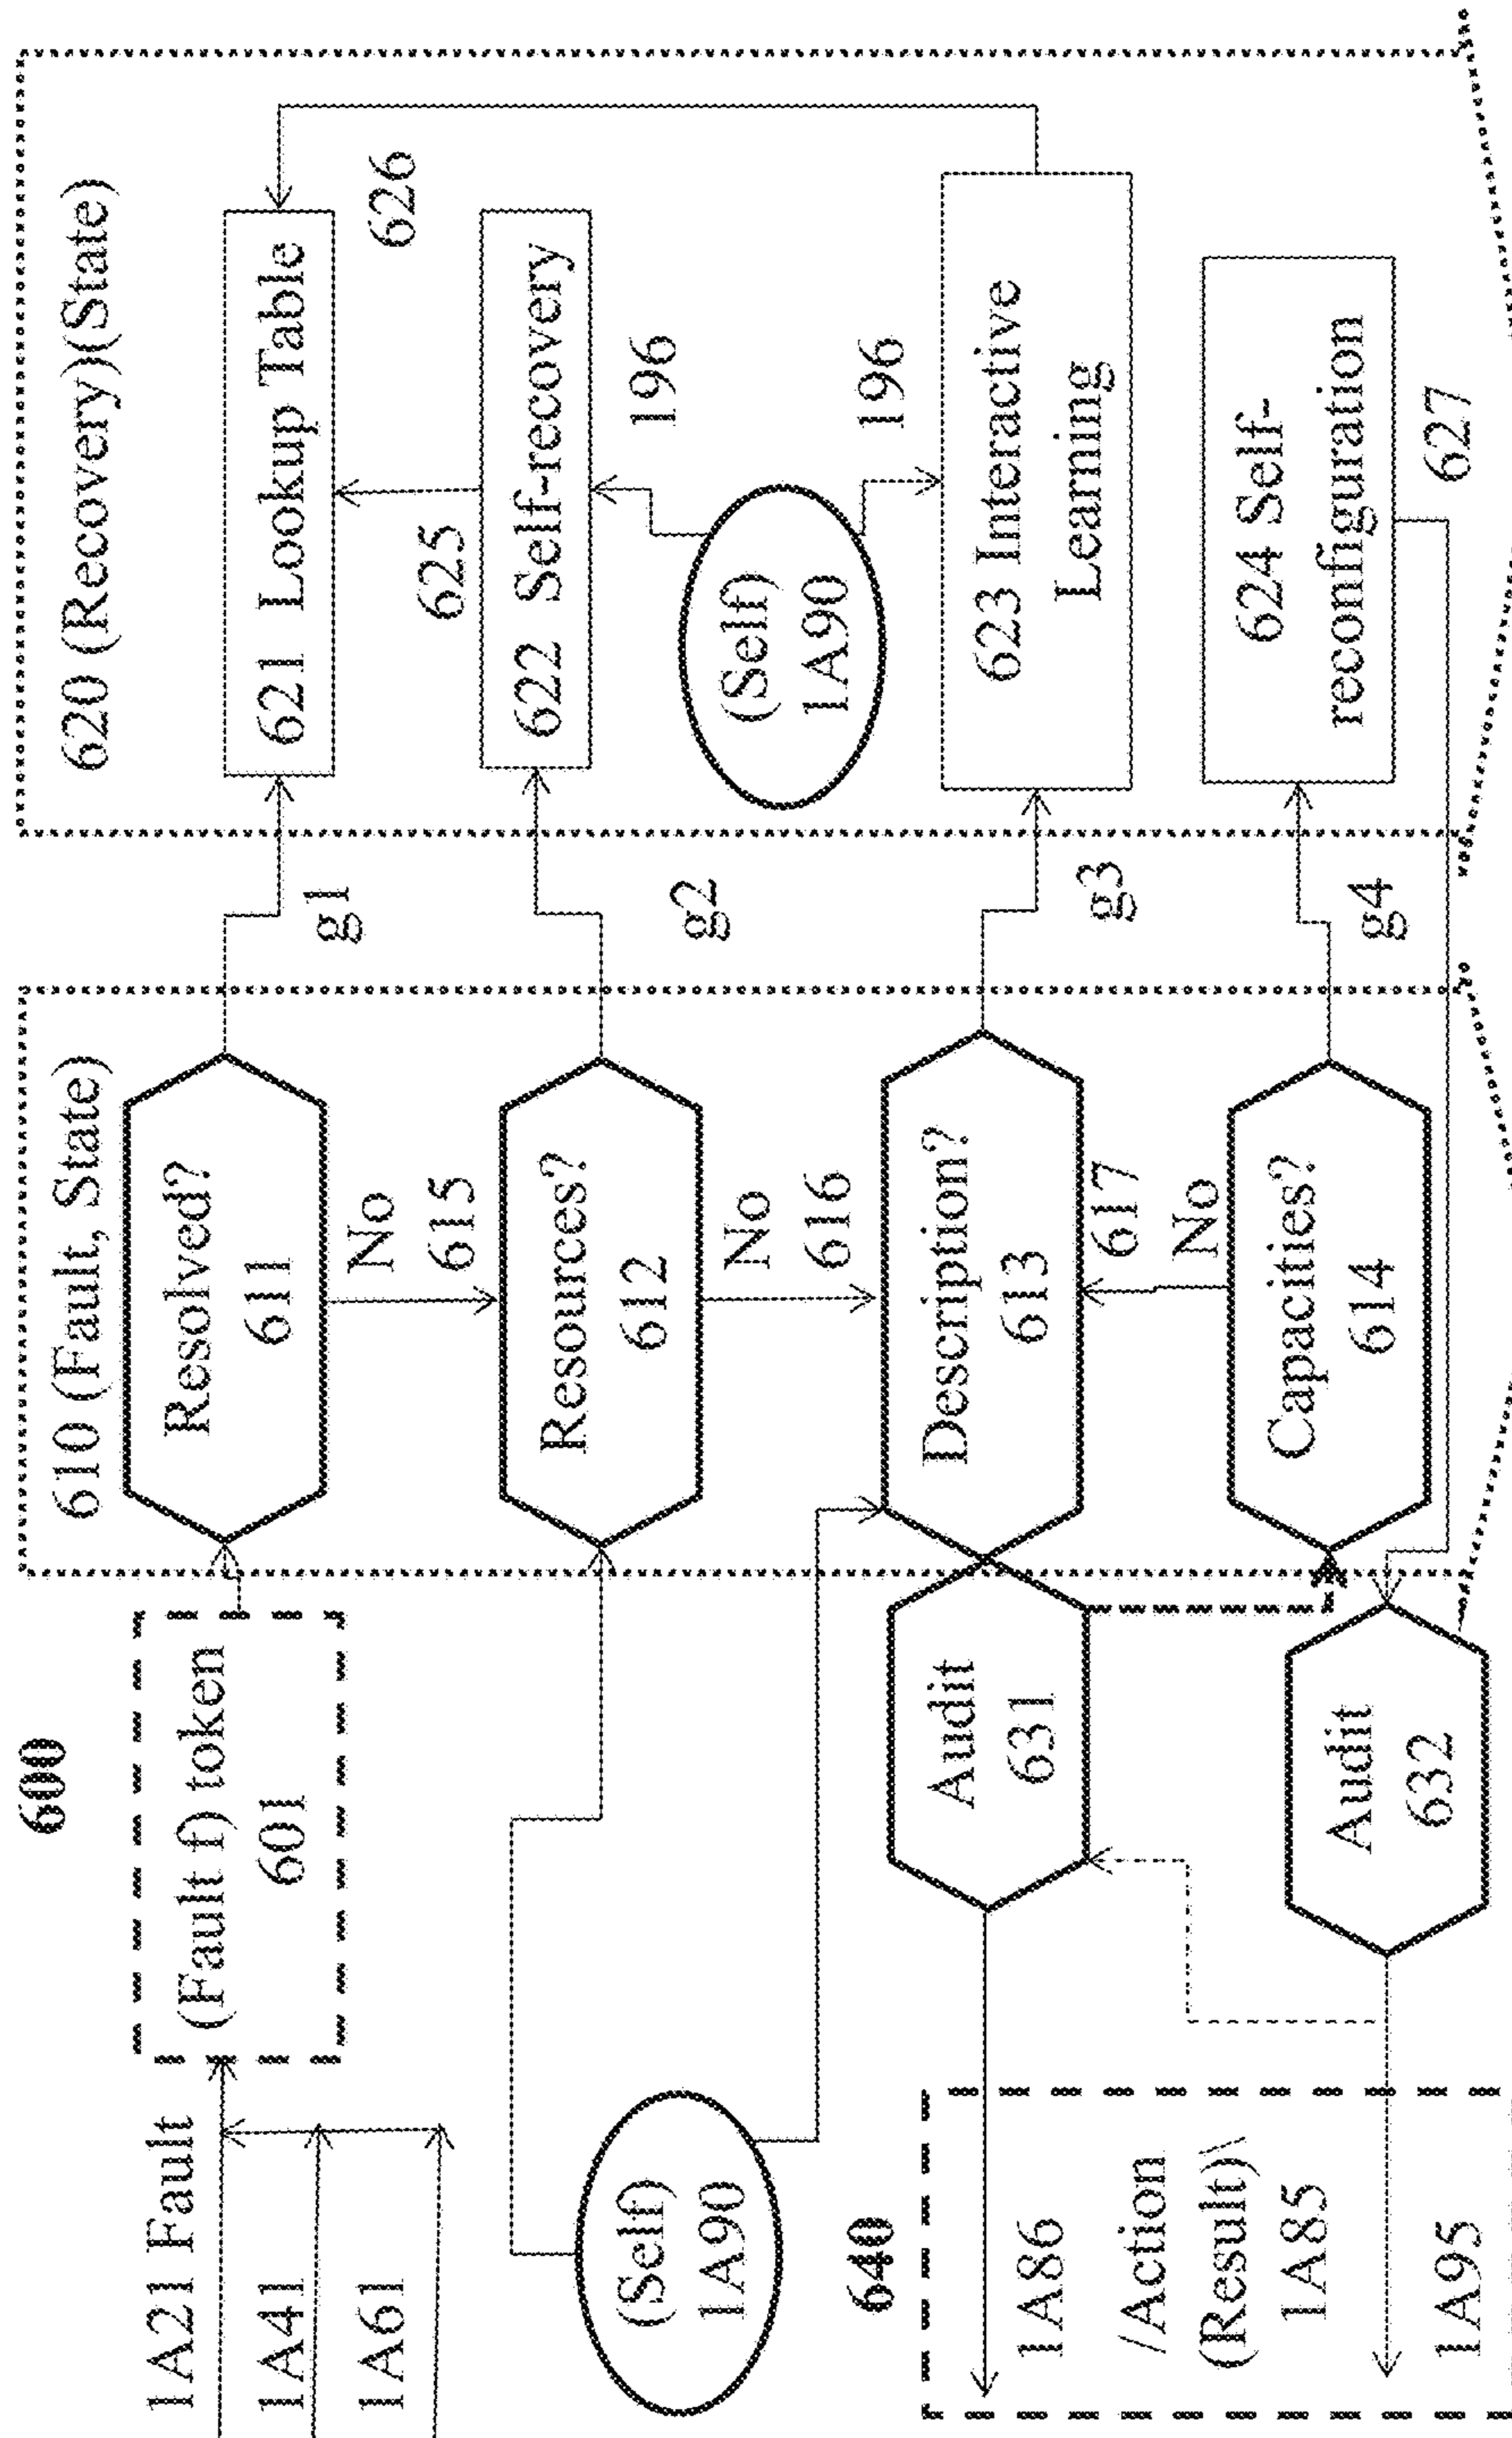 600
1A21 Fault
1A41
1A61
(Fault f) token
601
(Self)
1A90
640
1A86
/Action
(Result)\
1A85
1A95
Audit
631
Audit
632
610 (Fault, State)
Resolved?
611
No
615
Resources?
612
No
616
Description?
613
617
No
Capacities?
614
g1
g2
g3
g4
620 (Recovery)(State)
621 Lookup Table
626
625
622 Self-recovery
196
(Self)
1A90
196
623 Interactive
Learning
624 Self-
reconfiguration
627